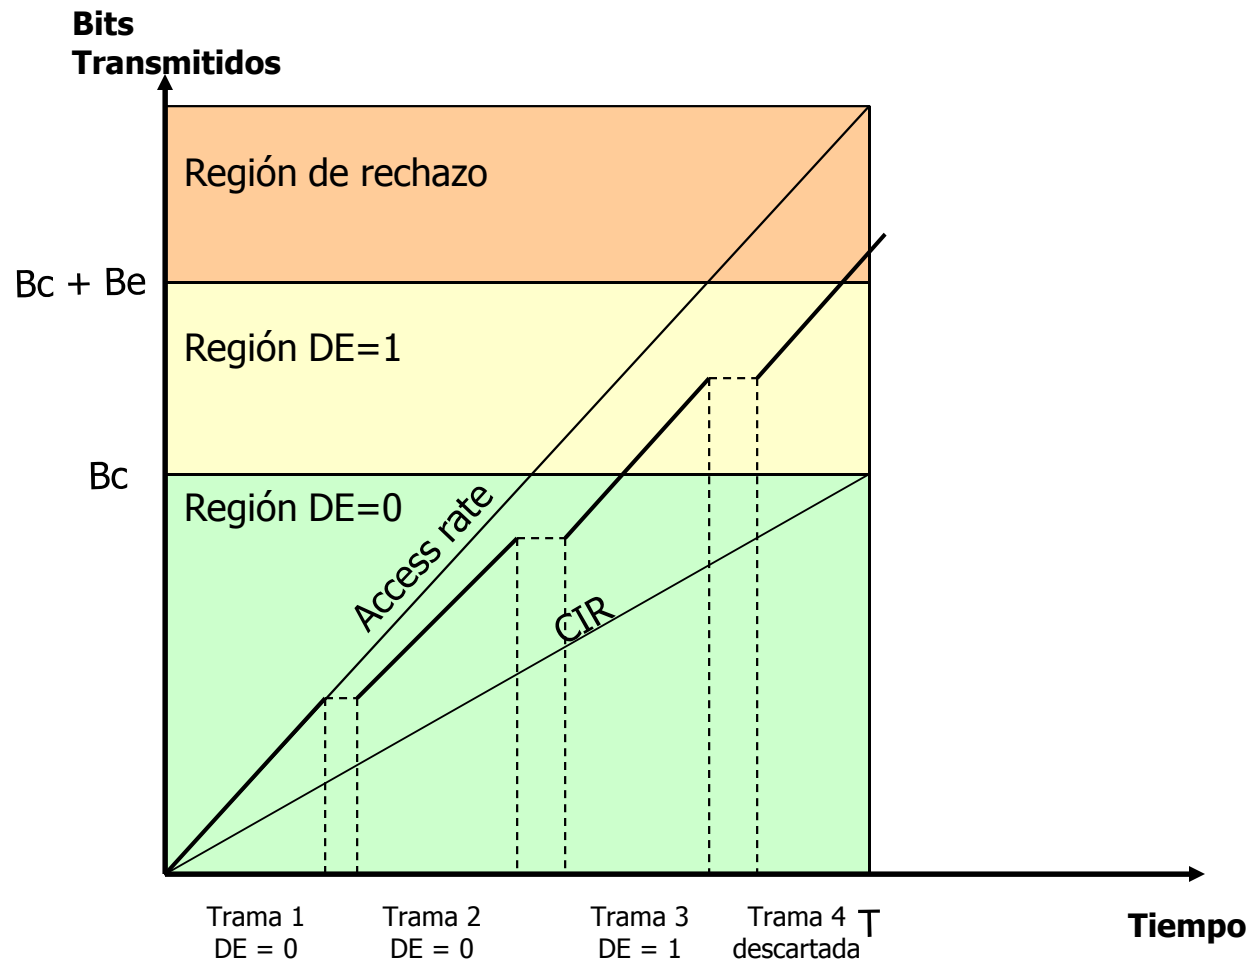 Bits
Transmitidos
Región de rechazo
Bc + Be
Región DE=1
Bc
Región DE=0
Access rate
CIR
Trama 1
DE = 0
Trama 2
DE = 0
Trama 3
DE = 1
Trama 4
descartada
T
Tiempo